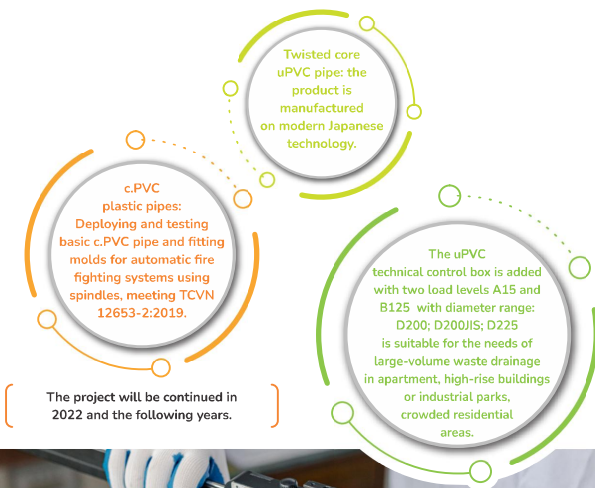 Twisted core
uPVC pipe: the
product is
manufactured
on modern Japanese
technology.
c.PVC
plastic pipes:
Deploying and testing
basic c.PVC pipe and fitting
molds for automatic fire
fighting systems using
spindles, meeting TCVN
12653-2:2019.
The uPVC
technical control box is added
with two load levels A15 and
B125 with diameter range:
D200; D200JIS; D225
is suitable for the needs of
large-volume waste drainage
in apartment, high-rise buildings
or industrial parks,
crowded residential
areas.
The project will be continued in
2022 and the following years.